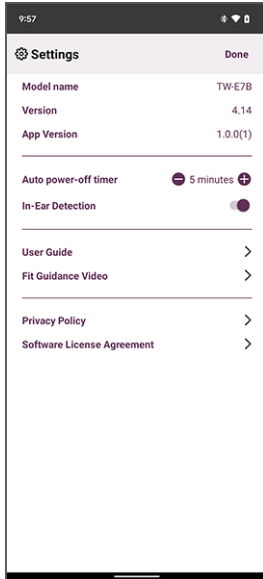 9:57
Settings Done
Model name TW-E7B
Version 4.14
App Version 1.0.0(1)
Auto power-off timer 5 minutes
In-Ear Detection
User Guide
Fit Guidance Video
Privacy Policy
Software License Agreement